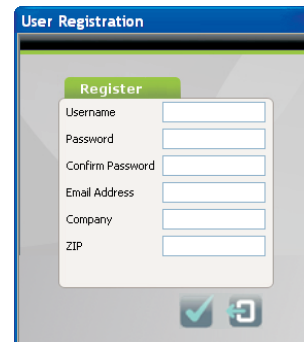 User Registration
Register
Username
Password
Confirm Password
Email Address
Company
ZIP